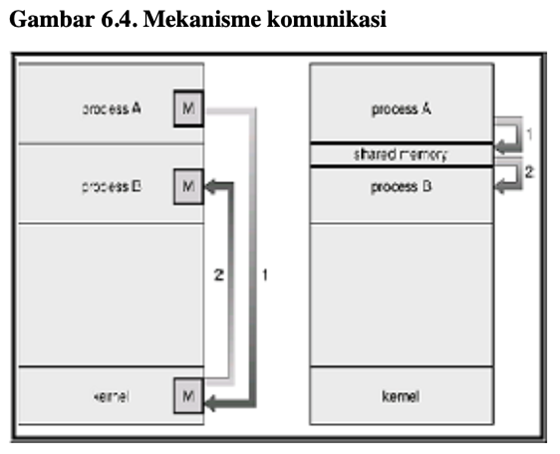 Gambar 6.4. Mekanisme komunikasi
process A
M
process B
M
2
1
kernel
M
process A
1
shared memory
2
process B
kernel